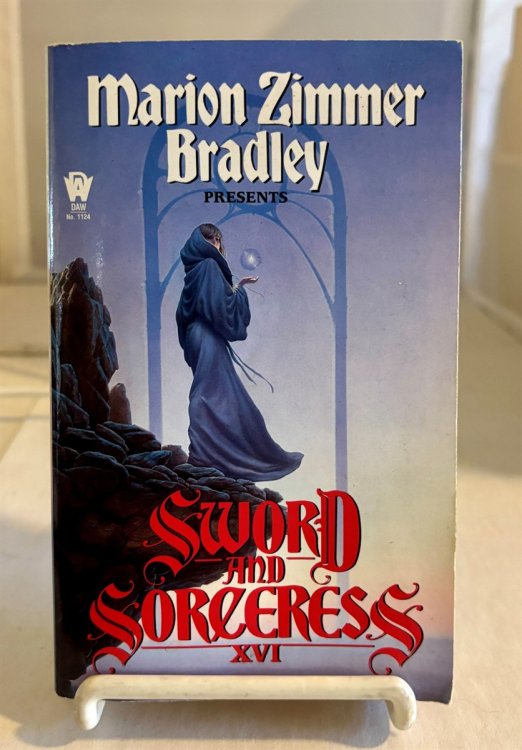 Marion Zimmer
Bradley
PRESENTS
DAW
No. 1124
SWORD
AND
SORCERESS
XVI